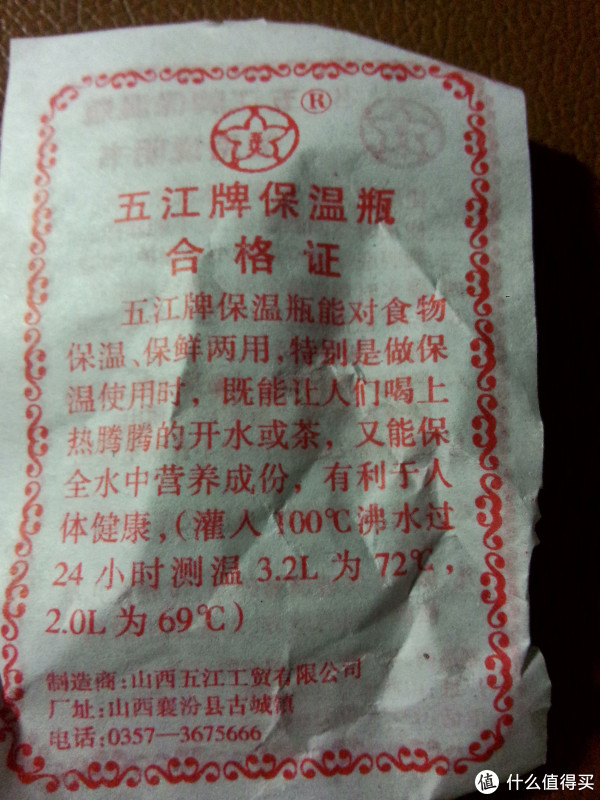 ®
五江牌保温瓶
合格证
五江牌保温瓶能对食物
保温、保鲜两用,特别是做保
温使用时,既能让人们喝上
热腾腾的开水或茶,又能保
全水中营养成份,有利于人
体健康,(灌人100℃沸水过
24小时测温3.2L为72℃,
2.0L为69℃)
制造商:山西五江工贸有限公司
厂址:山西襄汾县古城镇
电话:0357—3675666
值 什么值得买